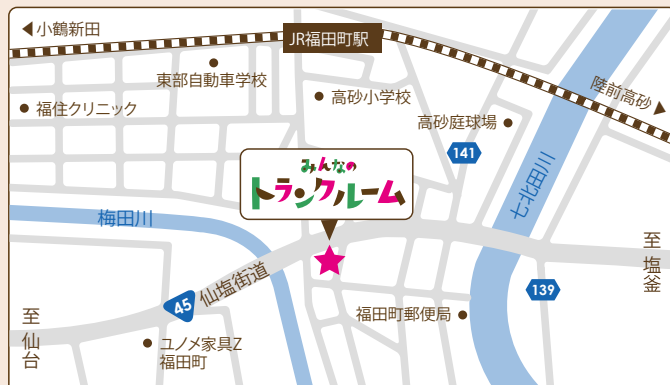 小鶴新田
JR福田町駅
東部自動車学校
陸前高砂
福住クリニック
高砂小学校
高砂庭球場
141
みんなの
トランクルーム
七北田川
梅田川
至塩釜
仙塩街道
45
139
至仙台
福田町郵便局
ユノメ家具Z
福田町